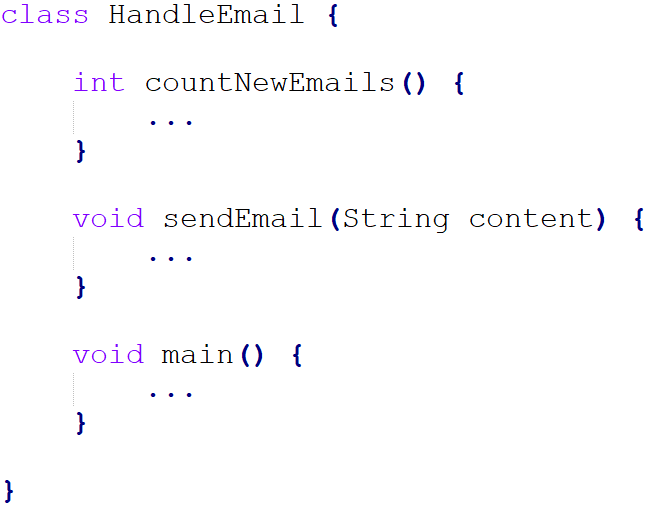 class HandleEmail {
int countNewEmails() {
...
}
void sendEmail(String content) {
...
}
void main() {
...
}
}